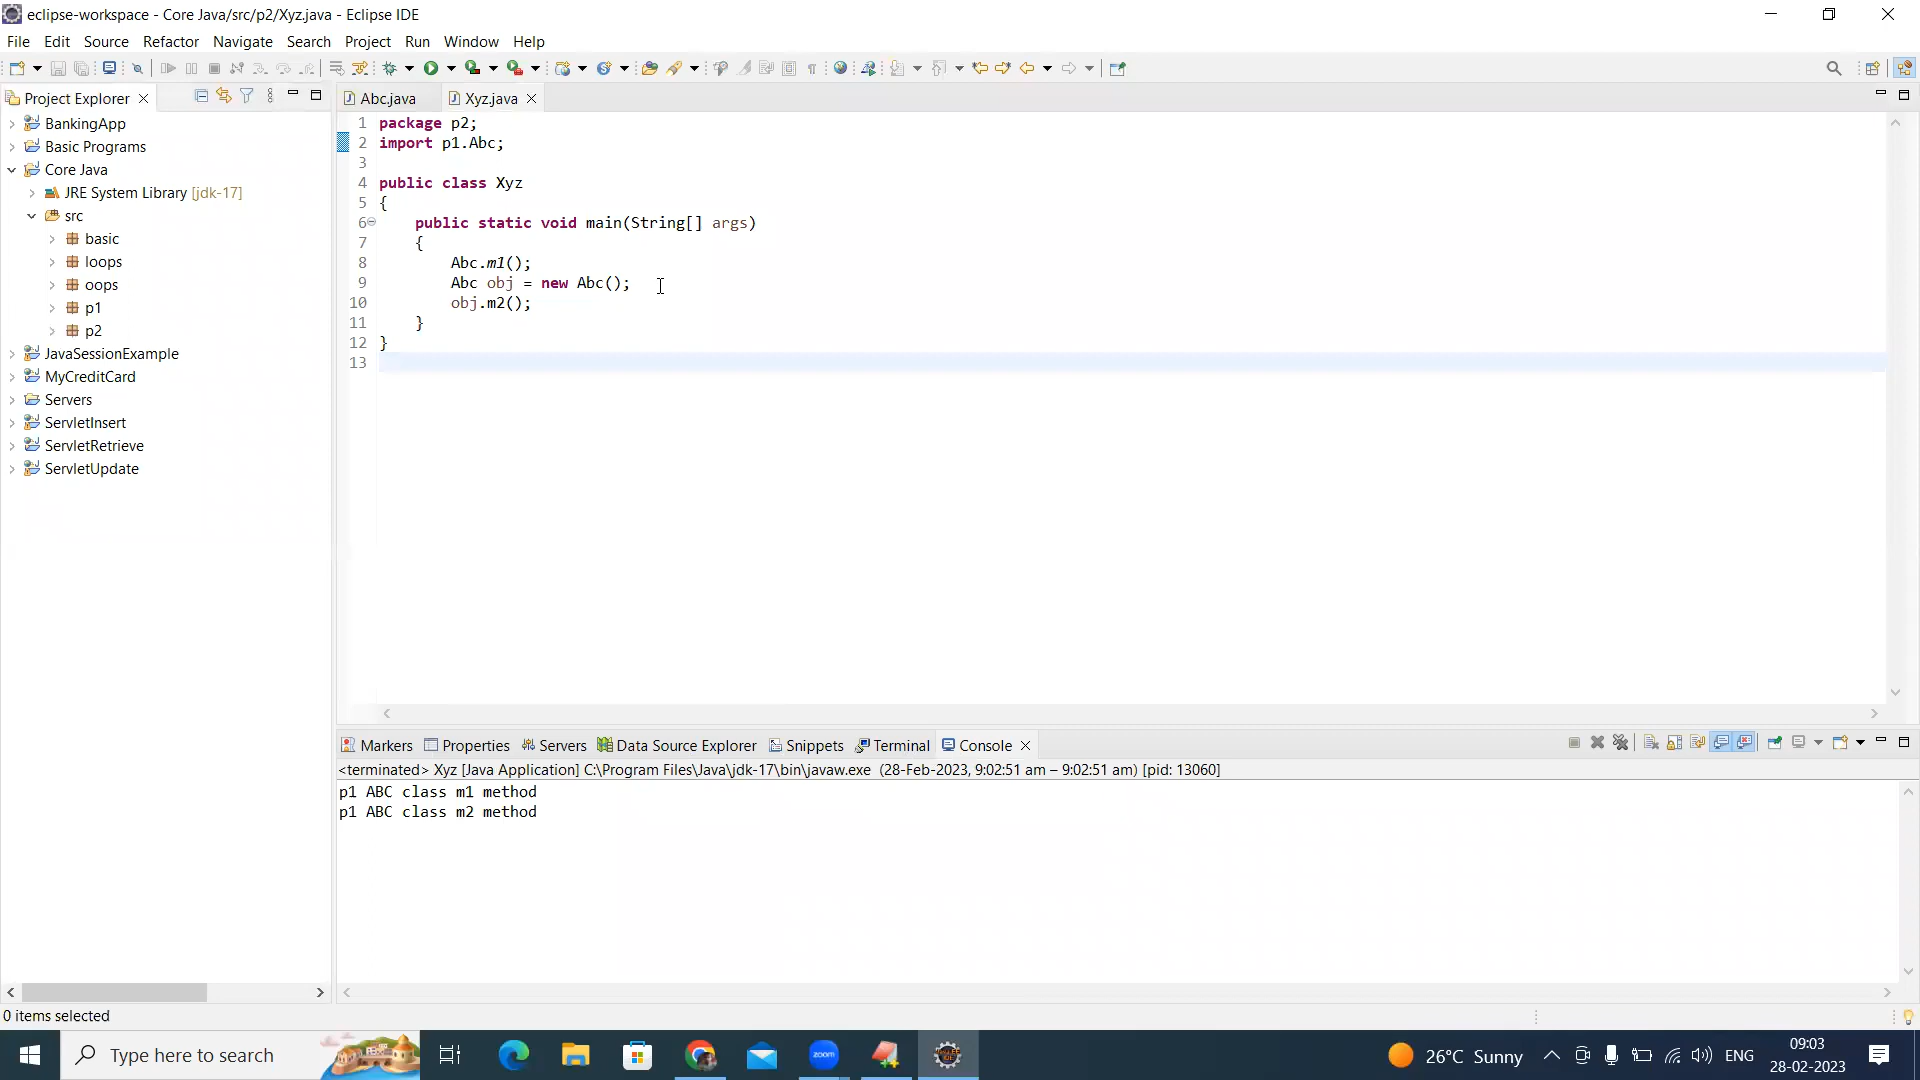 eclipse-workspace - Core Java/src/p2/Xyz.java - Eclipse IDE
File Edit Source Refactor Navigate Search Project Run Window Help
Project Explorer
BankingApp
Basic Programs
Core Java
JRE System Library [jdk-17]
src
basic
loops
oops
p1
p2
JavaSessionExample
MyCreditCard
Servers
ServletInsert
ServletRetrieve
ServletUpdate
Abc.java Xyz.java
1 package p2;
2 import p1.Abc;
3
4 public class Xyz
5 {
6 public static void main(String[] args)
7 {
8 Abc.m1();
9 Abc obj = new Abc();
10 obj.m2();
11 }
12 }
13
Markers Properties Servers Data Source Explorer Snippets Terminal Console
<terminated> Xyz [Java Application] C:\Program Files\Java\jdk-17\bin\javaw.exe (28-Feb-2023, 9:02:51 am – 9:02:51 am) [pid: 13060]
p1 ABC class m1 method
p1 ABC class m2 method
0 items selected
Type here to search
zoom
26°C Sunny
ENG
09:03
28-02-2023